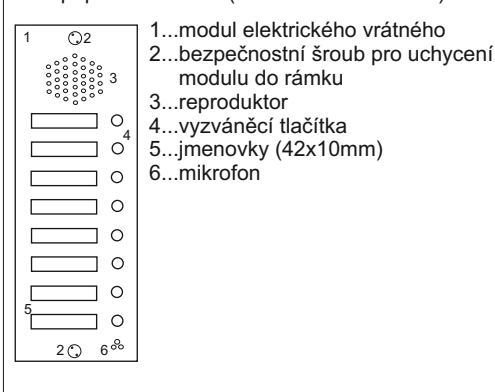 1...modul elektrického vrátného
2...bezpečnostní šroub pro uchycení
modulu do rámku
3...reproduktor
4...vyzváněcí tlačítka
5...jmenovky (42x10mm)
6...mikrofon
1
2
3
4
5
2
6